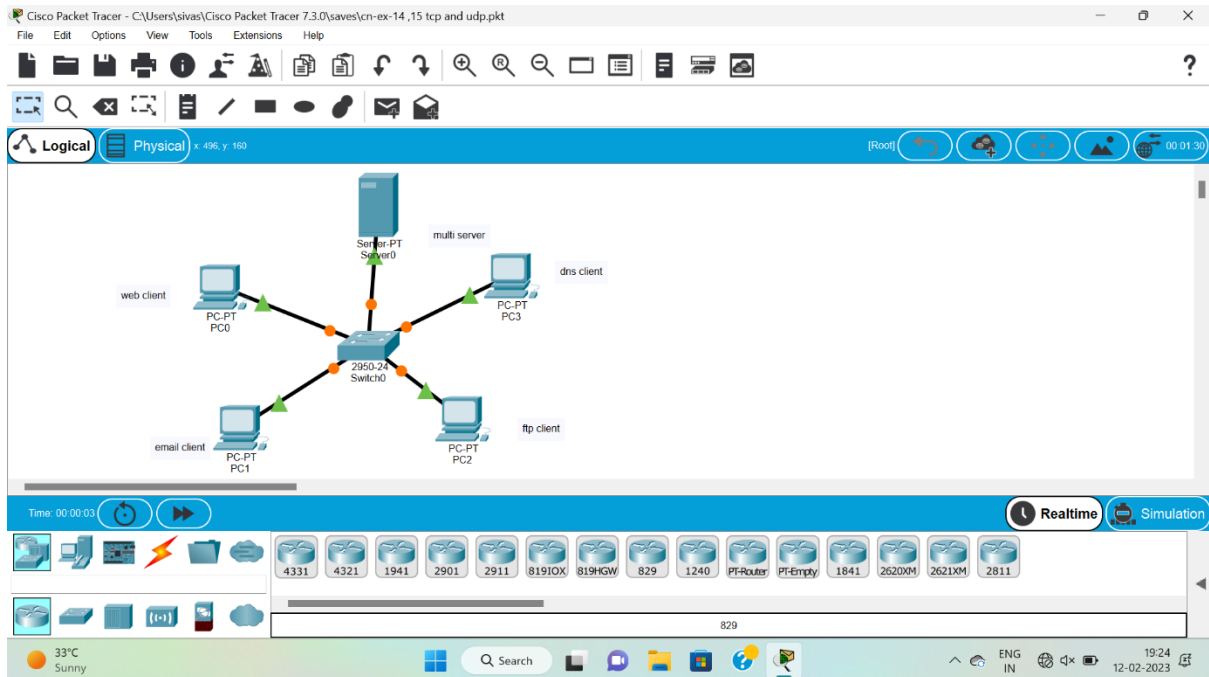 Cisco Packet Tracer - C:\Users\sivas\Cisco Packet Tracer 7.3.0\saves\cn-ex-14 ,15 tcp and udp.pkt
File Edit Options View Tools Extensions Help
Logical Physical x: 496, y: 160 [Root] 00:01:30
Server-PT
Server0
multi server
web client
PC-PT
PC0
dns client
PC-PT
PC3
2950-24
Switch0
email client
PC-PT
PC1
ftp client
PC-PT
PC2
Time: 00:00:03 Realtime Simulation
4331 4321 1941 2901 2911 819IOX 819HGW 829 1240 PT-Router PT-Empty 1841 2620XM 2621XM 2811
829
33°C
Sunny
Search
ENG
IN
19:24
12-02-2023